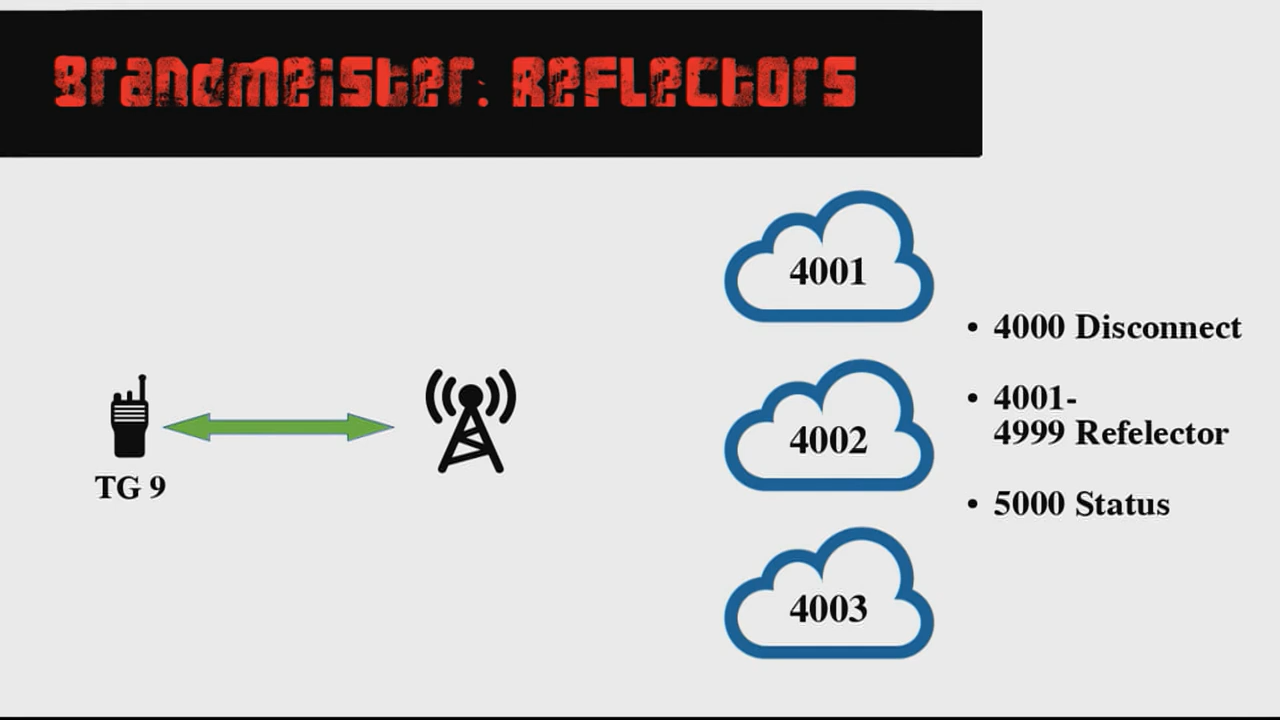 Brandmeister: Reflectors
4001
• 4000 Disconnect
• 4001-
4999 Refelector
4002
TG 9
• 5000 Status
4003